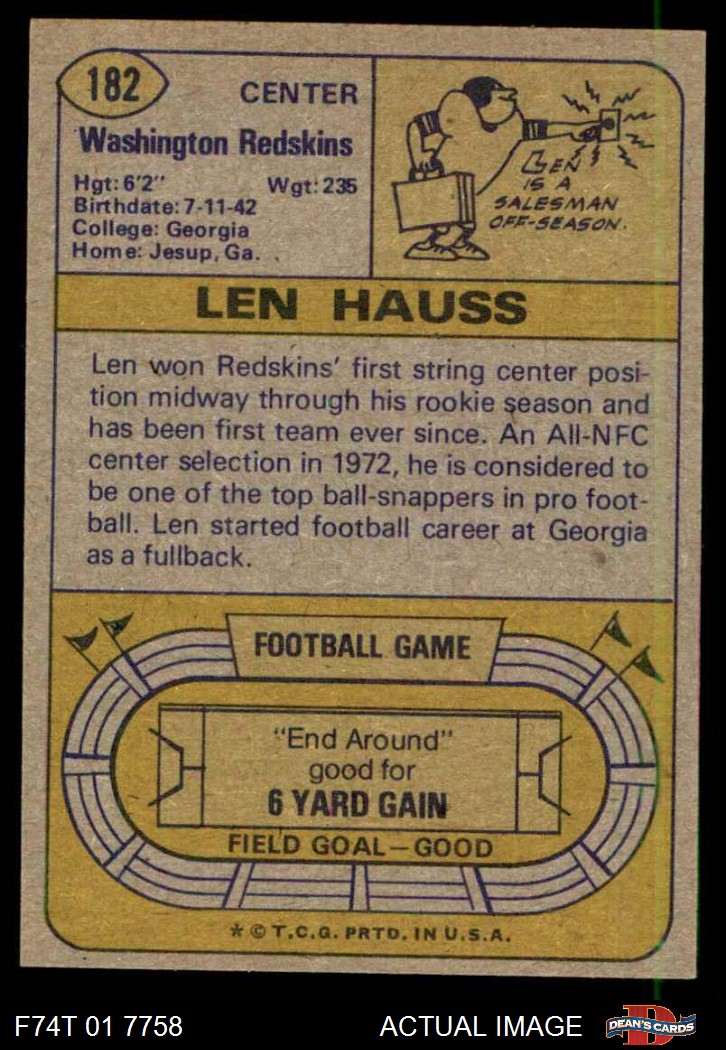 182
CENTER
Washington Redskins
Hgt: 6'2" Wgt: 235
Birthdate: 7-11-42
College: Georgia
Home: Jesup, Ga.
LEN
IS A
SALESMAN
OFF-SEASON.
LEN HAUSS
Len won Redskins' first string center posi-
tion midway through his rookie season and
has been first team ever since. An All-NFC
center selection in 1972, he is considered to
be one of the top ball-snappers in pro foot-
ball. Len started football career at Georgia
as a fullback.
FOOTBALL GAME
"End Around"
good for
6 YARD GAIN
FIELD GOAL—GOOD
* © T.C.G. PRTD. IN U.S.A.
F74T 01 7758
ACTUAL IMAGE
D
DEAN'S CARDS